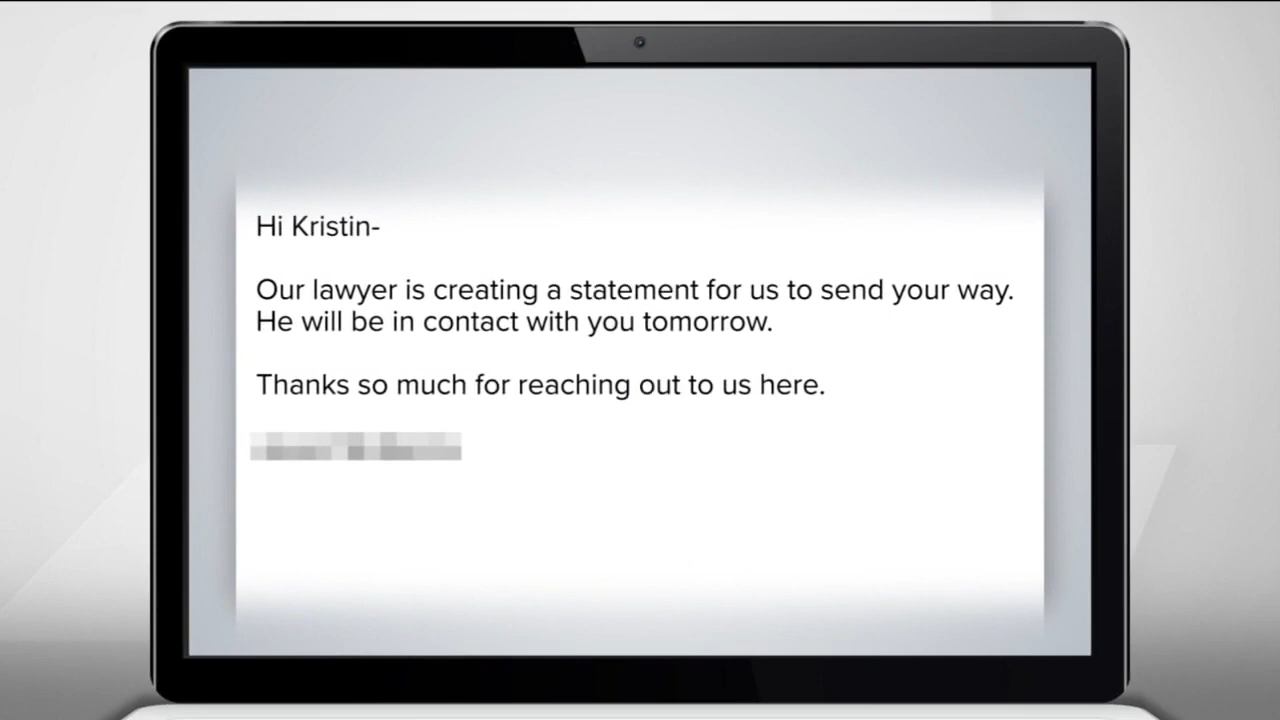 Hi Kristin-
Our lawyer is creating a statement for us to send your way.
He will be in contact with you tomorrow.
Thanks so much for reaching out to us here.